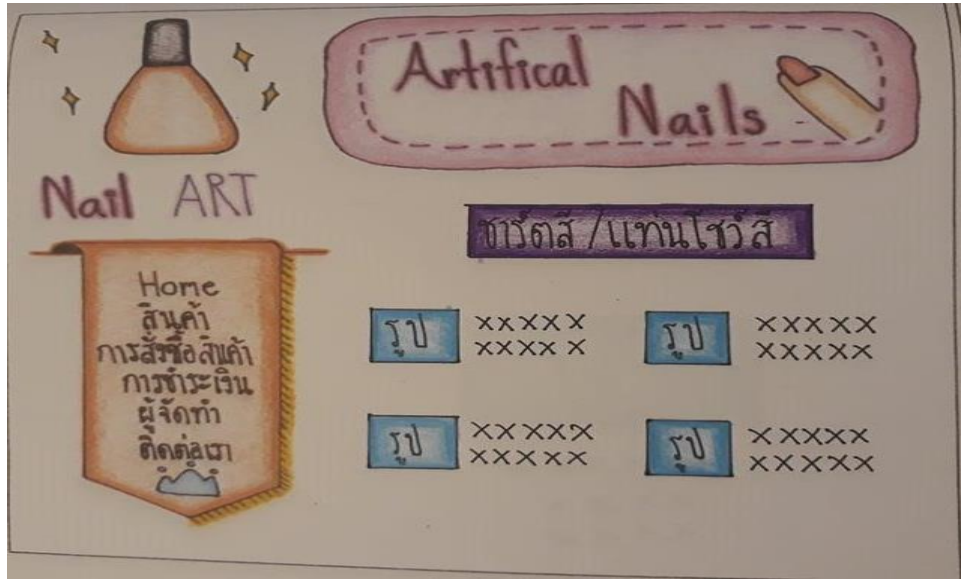 Artifical
Nails
Nail ART
ชาร์ตสี /แท่นโชว์สี
Home
สินค้า
การสั่งซื้อสินค้า
การชำระเงิน
ผู้จัดทำ
ติดต่อเรา
รูป xxxxx
xxxxx
รูป xxxxx
xxxxx
รูป xxxxx
xxxxx
รูป xxxxx
xxxxx